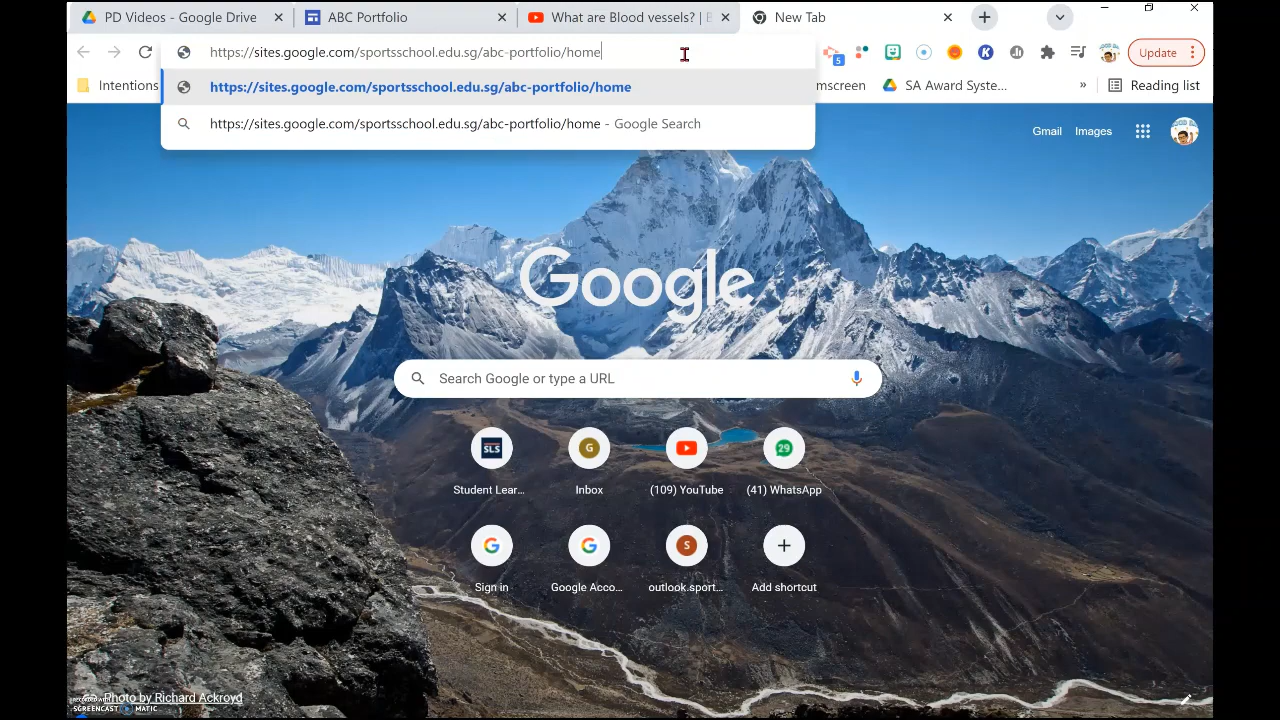 PD Videos - Google Drive
ABC Portfolio
What are Blood vessels? | B
New Tab
https://sites.google.com/sportsschool.edu.sg/abc-portfolio/home
5
Update
Intentions
https://sites.google.com/sportsschool.edu.sg/abc-portfolio/home
mscreen
»
SA Award Syste...
Reading list
https://sites.google.com/sportsschool.edu.sg/abc-portfolio/home - Google Search
Gmail
Images
Google
Search Google or type a URL
SLS
G
29
Student Lear...
Inbox
(109) YouTube
(41) WhatsApp
S
Sign in
Google Acco...
outlook.sport...
Add shortcut
Photo by Richard Ackroyd
SCREENCAST MATIC